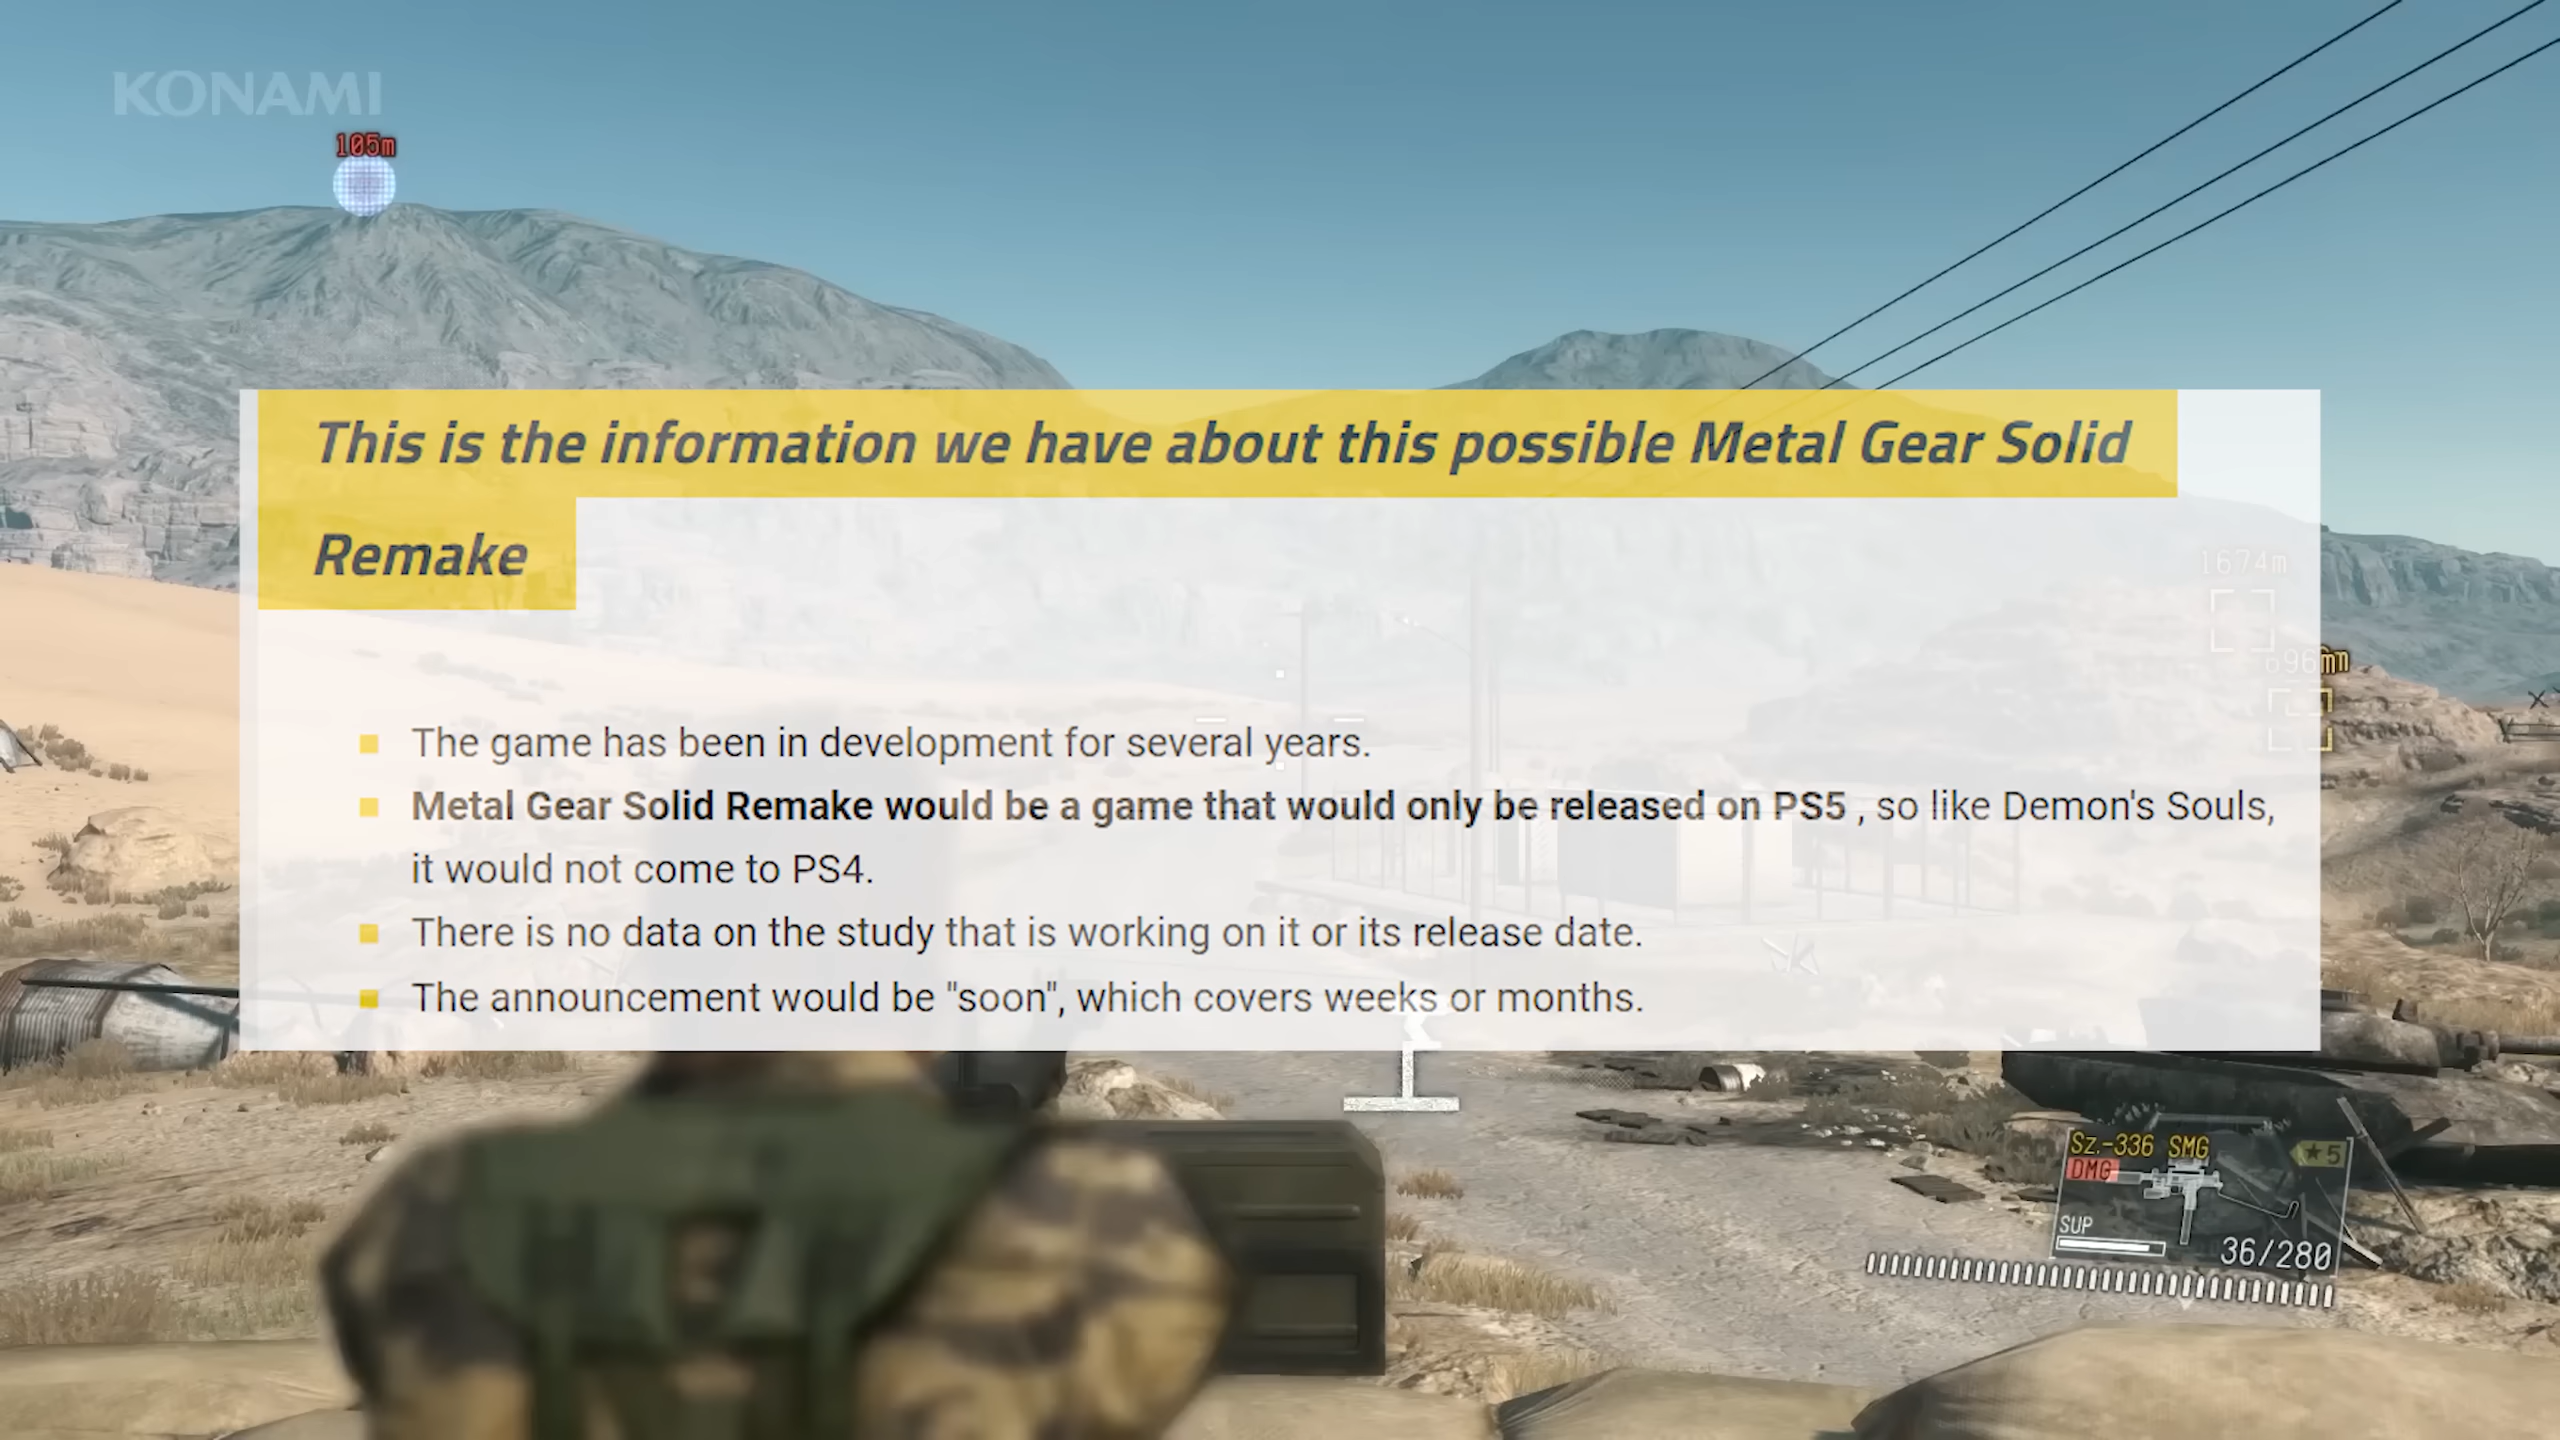 KONAMI
105m
This is the information we have about this possible Metal Gear Solid
Remake
1674m
696m
The game has been in development for several years.
Metal Gear Solid Remake would be a game that would only be released on PS5 , so like Demon's Souls,
it would not come to PS4.
There is no data on the study that is working on it or its release date.
The announcement would be "soon", which covers weeks or months.
Sz.-336 SMG
★5
DMG
SUP
36/280